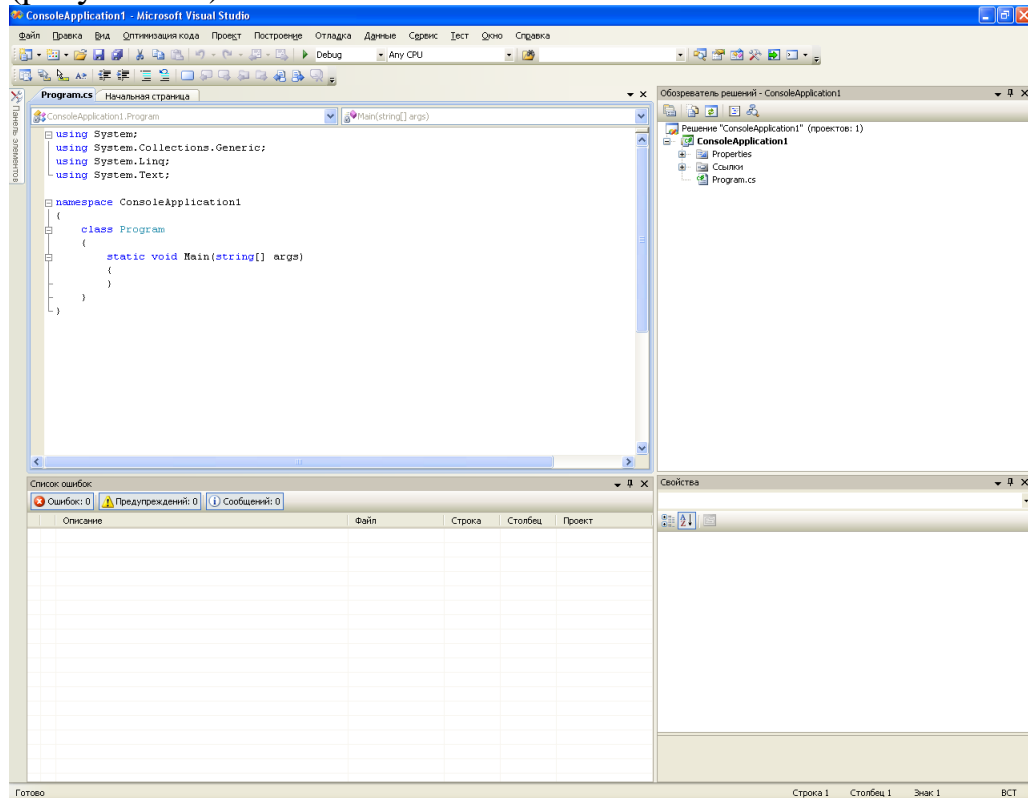 ConsoleApplication1 - Microsoft Visual Studio
Файл Правка Вид Оптимизация кода Проект Построение Отладка Данные Сервис Тест Окно Справка
Debug Any CPU
Панель элементов
Program.cs Начальная страница
ConsoleApplication1.Program Main(string[] args)
using System;
using System.Collections.Generic;
using System.Linq;
using System.Text;
namespace ConsoleApplication1
{
class Program
{
static void Main(string[] args)
{
}
}
}
Обозреватель решений - ConsoleApplication1
Решение "ConsoleApplication1" (проектов: 1)
ConsoleApplication1
Properties
Ссылки
Program.cs
Список ошибок
Ошибок: 0 Предупреждений: 0 Сообщений: 0
Описание Файл Строка Столбец Проект
Свойства
Готово Строка 1 Столбец 1 Знак 1 ВСТ